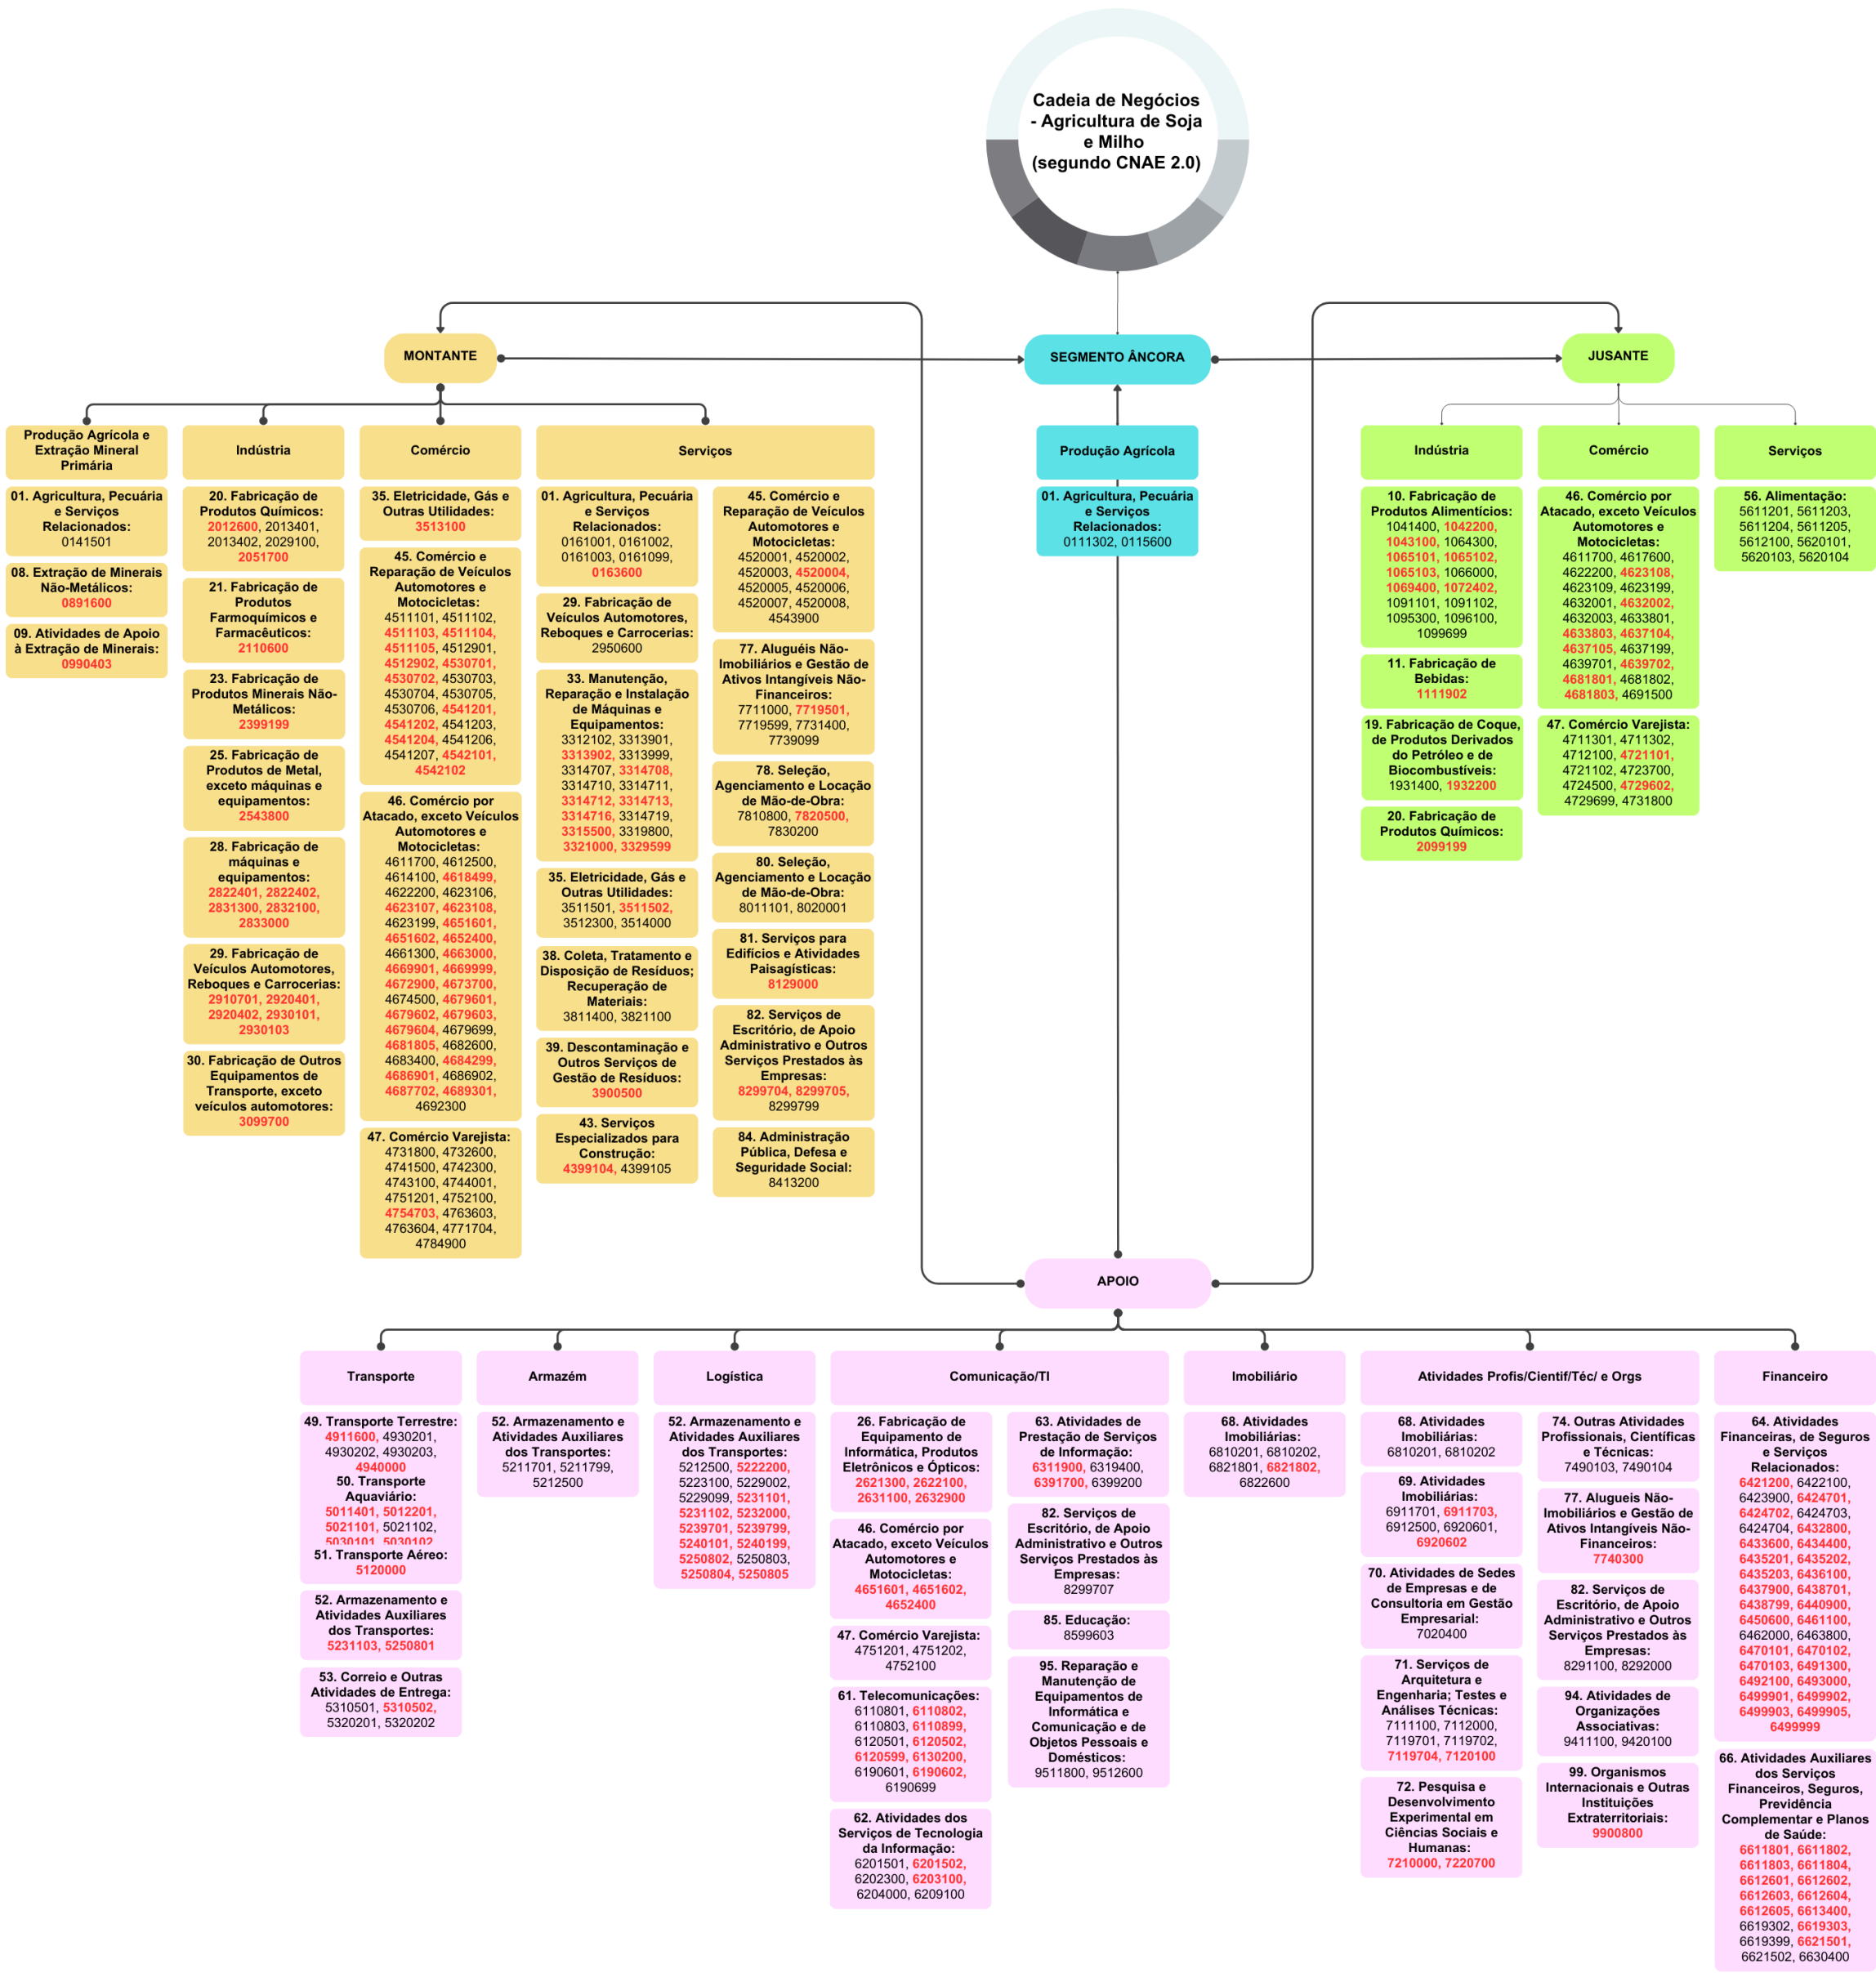 Cadeia de Negócios
- Agricultura de Soja
e Milho
(segundo CNAE 2.0)
MONTANTE
SEGMENTO ÂNCORA
JUSANTE
Produção Agrícola e
Extração Mineral
Primária
01. Agricultura, Pecuária
e Serviços
Relacionados:
0141501
08. Extração de Minerais
Não-Metálicos:
0891600
09. Atividades de Apoio
à Extração de Minerais:
0990403
Indústria
20. Fabricação de
Produtos Químicos:
2012600, 2013401,
2013402, 2029100,
2051700
21. Fabricação de
Produtos
Farmoquímicos e
Farmacêuticos:
2110600
23. Fabricação de
Produtos Minerais Não-
Metálicos:
2399199
25. Fabricação de
Produtos de Metal,
exceto máquinas e
equipamentos:
2543800
28. Fabricação de
máquinas e
equipamentos:
2822401, 2822402,
2831300, 2832100,
2833000
29. Fabricação de
Veículos Automotores,
Reboques e Carrocerias:
2910701, 2920401,
2920402, 2930101,
2930103
30. Fabricação de Outros
Equipamentos de
Transporte, exceto
veículos automotores:
3099700
Comércio
35. Eletricidade, Gás e
Outras Utilidades:
3513100
45. Comércio e
Reparação de Veículos
Automotores e
Motocicletas:
4511101, 4511102,
4511103, 4511104,
4511105, 4512901,
4512902, 4530701,
4530702, 4530703,
4530704, 4530705,
4530706, 4541201,
4541202, 4541203,
4541204, 4541206,
4541207, 4542101,
4542102
46. Comércio por
Atacado, exceto Veículos
Automotores e
Motocicletas:
4611700, 4612500,
4614100, 4618499,
4622200, 4623106,
4623107, 4623108,
4623199, 4651601,
4651602, 4652400,
4661300, 4663000,
4669901, 4669999,
4672900, 4673700,
4674500, 4679601,
4679602, 4679603,
4679604, 4679699,
4681805, 4682600,
4683400, 4684299,
4686901, 4686902,
4687702, 4689301,
4692300
47. Comércio Varejista:
4731800, 4732600,
4741500, 4742300,
4743100, 4744001,
4751201, 4752100,
4754703, 4763603,
4763604, 4771704,
4784900
Serviços
01. Agricultura, Pecuária
e Serviços
Relacionados:
0161001, 0161002,
0161003, 0161099,
0163600
29. Fabricação de
Veículos Automotores,
Reboques e Carrocerias:
2950600
33. Manutenção,
Reparação e Instalação
de Máquinas e
Equipamentos:
3312102, 3313901,
3313902, 3313999,
3314707, 3314708,
3314710, 3314711,
3314712, 3314713,
3314716, 3314719,
3315500, 3319800,
3321000, 3329599
35. Eletricidade, Gás e
Outras Utilidades:
3511501, 3511502,
3512300, 3514000
38. Coleta, Tratamento e
Disposição de Resíduos;
Recuperação de
Materiais:
3811400, 3821100
39. Descontaminação e
Outros Serviços de
Gestão de Resíduos:
3900500
43. Serviços
Especializados para
Construção:
4399104, 4399105
45. Comércio e
Reparação de Veículos
Automotores e
Motocicletas:
4520001, 4520002,
4520003, 4520004,
4520005, 4520006,
4520007, 4520008,
4543900
77. Aluguéis Não-
Imobiliários e Gestão de
Ativos Intangíveis Não-
Financeiros:
7711000, 7719501,
7719599, 7731400,
7739099
78. Seleção,
Agenciamento e Locação
de Mão-de-Obra:
7810800, 7820500,
7830200
80. Seleção,
Agenciamento e Locação
de Mão-de-Obra:
8011101, 8020001
81. Serviços para
Edifícios e Atividades
Paisagísticas:
8129000
82. Serviços de
Escritório, de Apoio
Administrativo e Outros
Serviços Prestados às
Empresas:
8299704, 8299705,
8299799
84. Administração
Pública, Defesa e
Seguridade Social:
8413200
Produção Agrícola
01. Agricultura, Pecuária
e Serviços
Relacionados:
0111302, 0115600
Indústria
10. Fabricação de
Produtos Alimentícios:
1041400, 1042200,
1043100, 1064300,
1065101, 1065102,
1065103, 1066000,
1069400, 1072402,
1091101, 1091102,
1095300, 1096100,
1099699
11. Fabricação de
Bebidas:
1111902
19. Fabricação de Coque,
de Produtos Derivados
do Petróleo e de
Biocombustíveis:
1931400, 1932200
20. Fabricação de
Produtos Químicos:
2099199
Comércio
46. Comércio por
Atacado, exceto Veículos
Automotores e
Motocicletas:
4611700, 4617600,
4622200, 4623108,
4623109, 4623199,
4632001, 4632002,
4632003, 4633801,
4633803, 4637104,
4637105, 4637199,
4639701, 4639702,
4681801, 4681802,
4681803, 4691500
47. Comércio Varejista:
4711301, 4711302,
4712100, 4721101,
4721102, 4723700,
4724500, 4729602,
4729699, 4731800
Serviços
56. Alimentação:
5611201, 5611203,
5611204, 5611205,
5612100, 5620101,
5620103, 5620104
APOIO
Transporte
49. Transporte Terrestre:
4911600, 4930201,
4930202, 4930203,
4940000
50. Transporte
Aquaviário:
5011401, 5012201,
5021101, 5021102,
5030101, 5030102
51. Transporte Aéreo:
5120000
52. Armazenamento e
Atividades Auxiliares
dos Transportes:
5231103, 5250801
53. Correio e Outras
Atividades de Entrega:
5310501, 5310502,
5320201, 5320202
Armazém
52. Armazenamento e
Atividades Auxiliares
dos Transportes:
5211701, 5211799,
5212500
Logística
52. Armazenamento e
Atividades Auxiliares
dos Transportes:
5212500, 5222200,
5223100, 5229002,
5229099, 5231101,
5231102, 5232000,
5239701, 5239799,
5240101, 5240199,
5250802, 5250803,
5250804, 5250805
Comunicação/TI
26. Fabricação de
Equipamento de
Informática, Produtos
Eletrônicos e Ópticos:
2621300, 2622100,
2631100, 2632900
46. Comércio por
Atacado, exceto Veículos
Automotores e
Motocicletas:
4651601, 4651602,
4652400
47. Comércio Varejista:
4751201, 4751202,
4752100
61. Telecomunicações:
6110801, 6110802,
6110803, 6110899,
6120501, 6120502,
6120599, 6130200,
6190601, 6190602,
6190699
62. Atividades dos
Serviços de Tecnologia
da Informação:
6201501, 6201502,
6202300, 6203100,
6204000, 6209100
63. Atividades de
Prestação de Serviços
de Informação:
6311900, 6319400,
6391700, 6399200
82. Serviços de
Escritório, de Apoio
Administrativo e Outros
Serviços Prestados às
Empresas:
8299707
85. Educação:
8599603
95. Reparação e
Manutenção de
Equipamentos de
Informática e
Comunicação e de
Objetos Pessoais e
Domésticos:
9511800, 9512600
Imobiliário
68. Atividades
Imobiliárias:
6810201, 6810202,
6821801, 6821802,
6822600
Atividades Profis/Cientif/Téc/ e Orgs
68. Atividades
Imobiliárias:
6810201, 6810202
69. Atividades
Imobiliárias:
6911701, 6911703,
6912500, 6920601,
6920602
70. Atividades de Sedes
de Empresas e de
Consultoria em Gestão
Empresarial:
7020400
71. Serviços de
Arquitetura e
Engenharia; Testes e
Análises Técnicas:
7111100, 7112000,
7119701, 7119702,
7119704, 7120100
72. Pesquisa e
Desenvolvimento
Experimental em
Ciências Sociais e
Humanas:
7210000, 7220700
74. Outras Atividades
Profissionais, Científicas
e Técnicas:
7490103, 7490104
77. Alugueis Não-
Imobiliários e Gestão de
Ativos Intangíveis Não-
Financeiros:
7740300
82. Serviços de
Escritório, de Apoio
Administrativo e Outros
Serviços Prestados às
Empresas:
8291100, 8292000
94. Atividades de
Organizações
Associativas:
9411100, 9420100
99. Organismos
Internacionais e Outras
Instituições
Extraterritoriais:
9900800
Financeiro
64. Atividades
Financeiras, de Seguros
e Serviços
Relacionados:
6421200, 6422100,
6423900, 6424701,
6424702, 6424703,
6424704, 6432800,
6433600, 6434400,
6435201, 6435202,
6435203, 6436100,
6437900, 6438701,
6438799, 6440900,
6450600, 6461100,
6462000, 6463800,
6470101, 6470102,
6470103, 6491300,
6492100, 6493000,
6499901, 6499902,
6499903, 6499905,
6499999
66. Atividades Auxiliares
dos Serviços
Financeiros, Seguros,
Previdência
Complementar e Planos
de Saúde:
6611801, 6611802,
6611803, 6611804,
6612601, 6612602,
6612603, 6612604,
6612605, 6613400,
6619302, 6619303,
6619399, 6621501,
6621502, 6630400